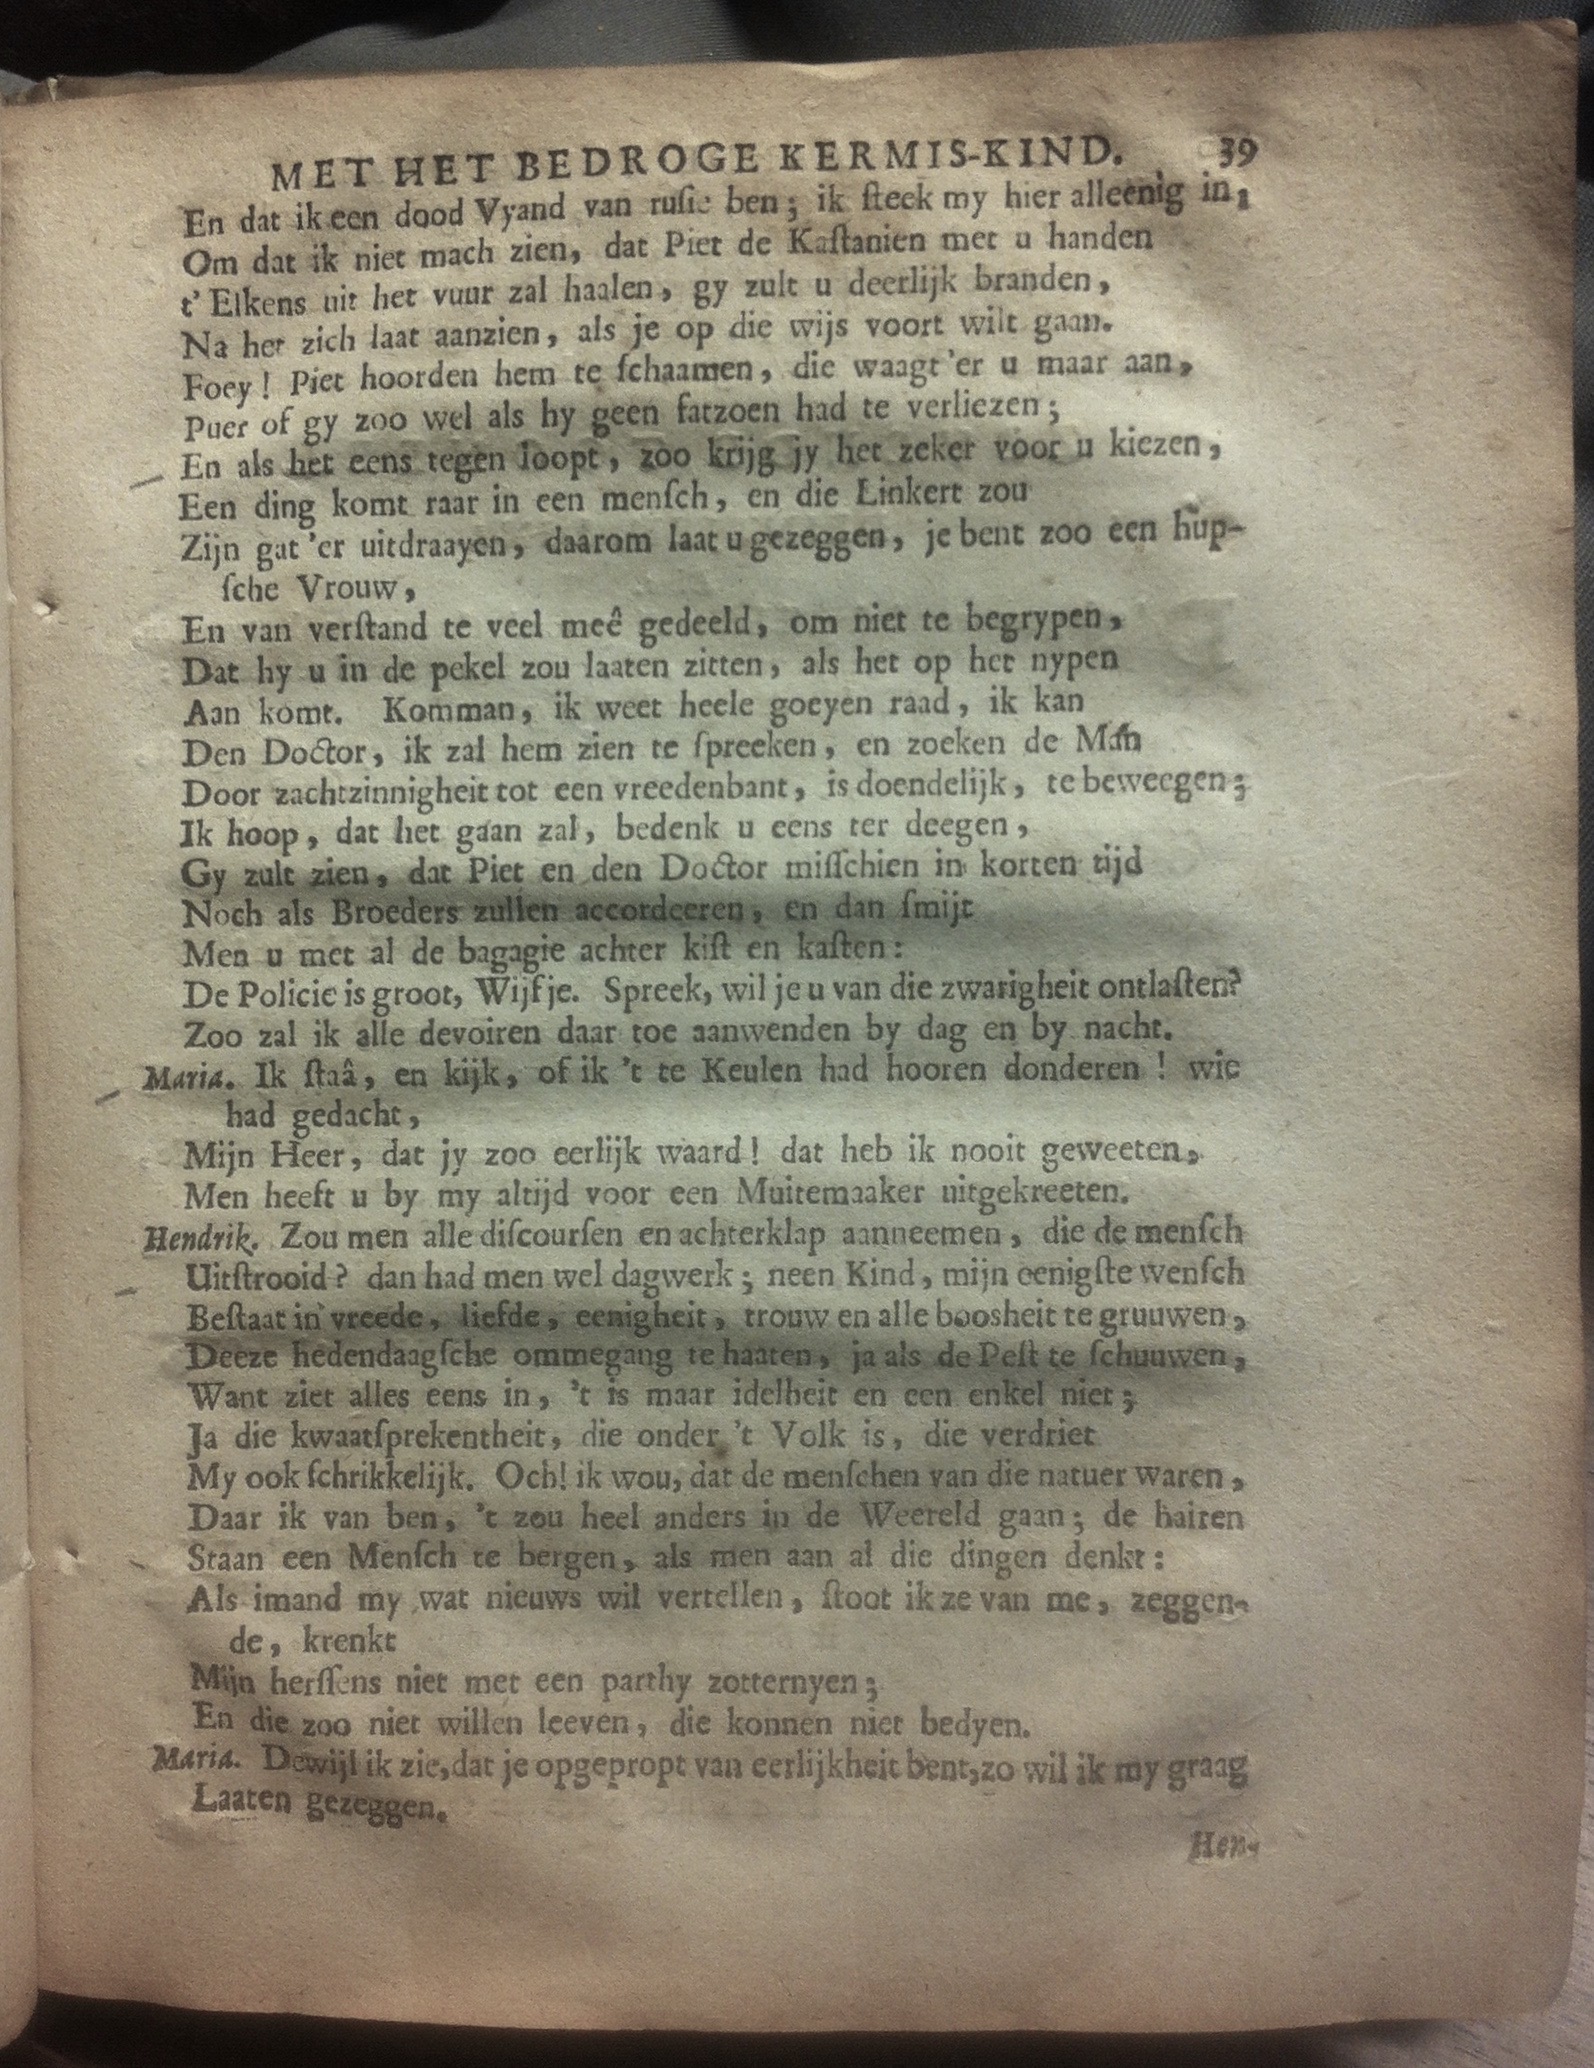 MET HET BEDROGE KERMIS-KIND. 39
En dat ik een dood Vyand van rusie ben; ik ſteek my hier alleenig in,
Om dat ik niet mach zien, dat Piet de Kaſtanien met u handen
t'Elkens uit het vuur zal haalen, gy zult u deerlijk branden,
Na het zich laat aanzien, als je op die wijs voort wilt gaan.
Foey! Piet hoorden hem te ſchaamen, die waagt'er u maar aan,
Puer of gy zoo wel als hy geen fatzoen had te verliezen;
En als het eens tegen loopt, zoo krijg jy het zeker voor u kiezen,
Een ding komt raar in een menſch, en die Linkert zou
Zijn gat'er uitdraayen, daarom laat u gezeggen, je bent zoo een hup-
ſche Vrouw,
En van verſtand te veel meê gedeeld, om niet te begrypen,
Dat hy u in de pekel zou laaten zitten, als het op het nypen
Aan komt. Komman, ik weet heele goeyen raad, ik kan
Den Doctor, ik zal hem zien te ſpreeken, en zoeken de Man
Door zachtzinnigheit tot een vreedenbant, is doendelijk, te beweegen;
Ik hoop, dat het gaan zal, bedenk u eens ter deegen,
Gy zult zien, dat Piet en den Doctor miſſchien in korten tijd
Noch als Broeders zullen accordeeren, en dan ſmijt
Men u met al de bagagie achter kiſt en kaſten:
De Policie is groot, Wijfje. Spreek, wil je u van die zwarigheit ontlaſten?
Zoo zal ik alle devoiren daar toe aanwenden by dag en by nacht.
Maria. Ik ſtaâ, en kijk, of ik 't te Keulen had hooren donderen! wie
had gedacht,
Mijn Heer, dat jy zoo eerlijk waard! dat heb ik nooit geweeten,
Men heeft u by my altijd voor een Muitemaaker uitgekreeten.
Hendrik. Zou men alle diſcourſen en achterklap aanneemen, die de menſch
Uitſtrooid? dan had men wel dagwerk; neen Kind, mijn eenigſte wenſch
Beſtaat in vreede, liefde, eenigheit, trouw en alle boosheit te gruuwen,
Deeze hedendaagſche ommegang te haaten, ja als de Peſt te ſchuuwen,
Want ziet alles eens in, 't is maar idelheit en een enkel niet;
Ja die kwaatſprekentheit, die onder 't Volk is, die verdriet
My ook ſchrikkelijk. Och! ik wou, dat de menſchen van die natuer waren,
Daar ik van ben, 't zou heel anders in de Weereld gaan; de hairen
Staan een Menſch te bergen, als men aan al die dingen denkt:
Als imand my wat nieuws wil vertellen, ſtoot ik ze van me, zeggen-
de, krenkt
Mijn herſſens niet met een parthy zotternyen;
En die zoo niet willen leeven, die konnen niet bedyen.
Maria. Dewijl ik zie, dat je opgepropt van eerlijkheit bent, zo wil ik my graag
Laaten gezeggen.
Hen-